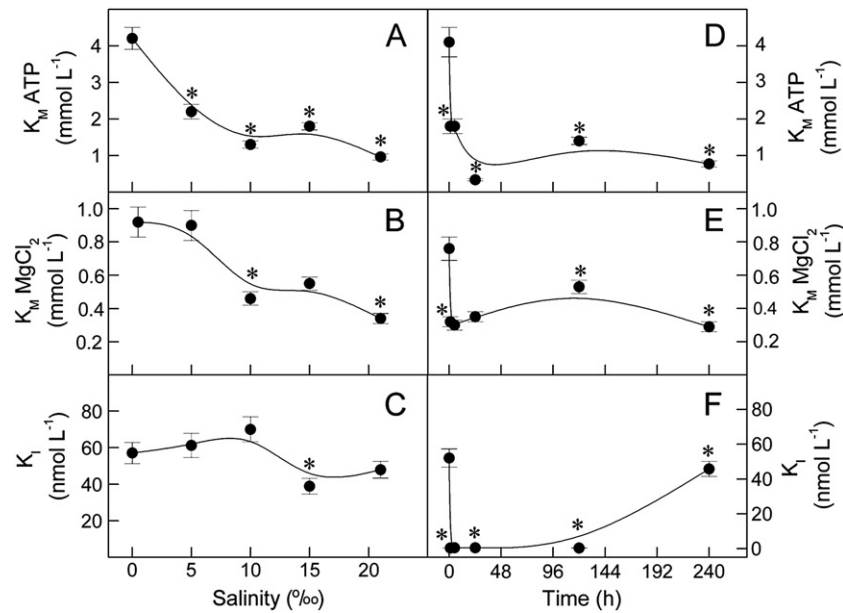 A
K_M ATP
(mmol L⁻¹)
4
3
2
1
*
*
*
*
D
4
3
2
1
K_M ATP
(mmol L⁻¹)
*
*
*
*
B
K_M MgCl₂
(mmol L⁻¹)
1.0
0.8
0.6
0.4
0.2
*
*
E
1.0
0.8
0.6
0.4
0.2
K_M MgCl₂
(mmol L⁻¹)
*
*
*
C
K_I
(nmol L⁻¹)
80
60
40
20
*
F
80
60
40
20
0
K_I
(nmol L⁻¹)
*
*
*
*
0 5 10 15 20
Salinity (⁰‰)
0 48 96 144 192 240
Time (h)